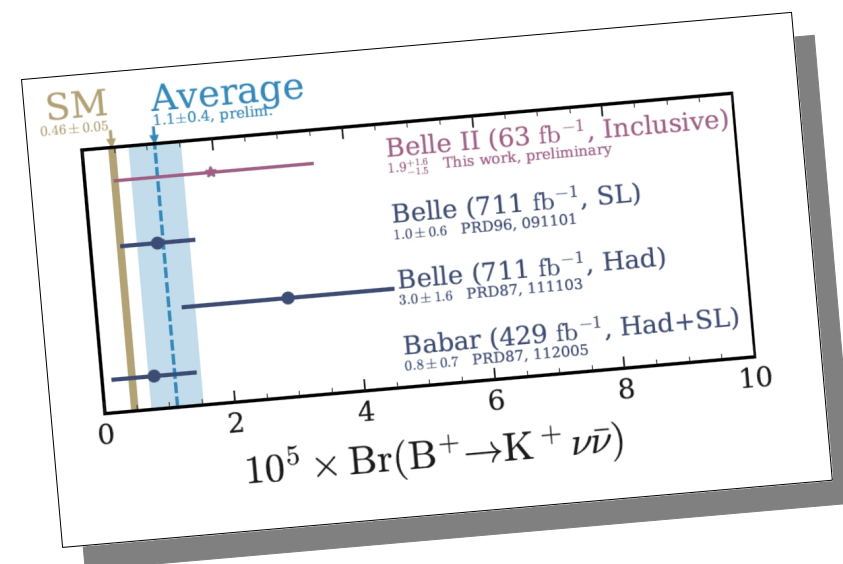 SM
0.46 ± 0.05
Average
1.1±0.4, prelim.
Belle II (63 fb⁻¹, Inclusive)
1.9⁺¹·⁶₋₁.₅ This work, preliminary
Belle (711 fb⁻¹, SL)
1.0 ± 0.6 PRD96, 091101
Belle (711 fb⁻¹, Had)
3.0 ± 1.6 PRD87, 111103
Babar (429 fb⁻¹, Had+SL)
0.8 ± 0.7 PRD87, 112005
0 2 4 6 8 10
10⁵ × Br(B⁺→K⁺νν̄)